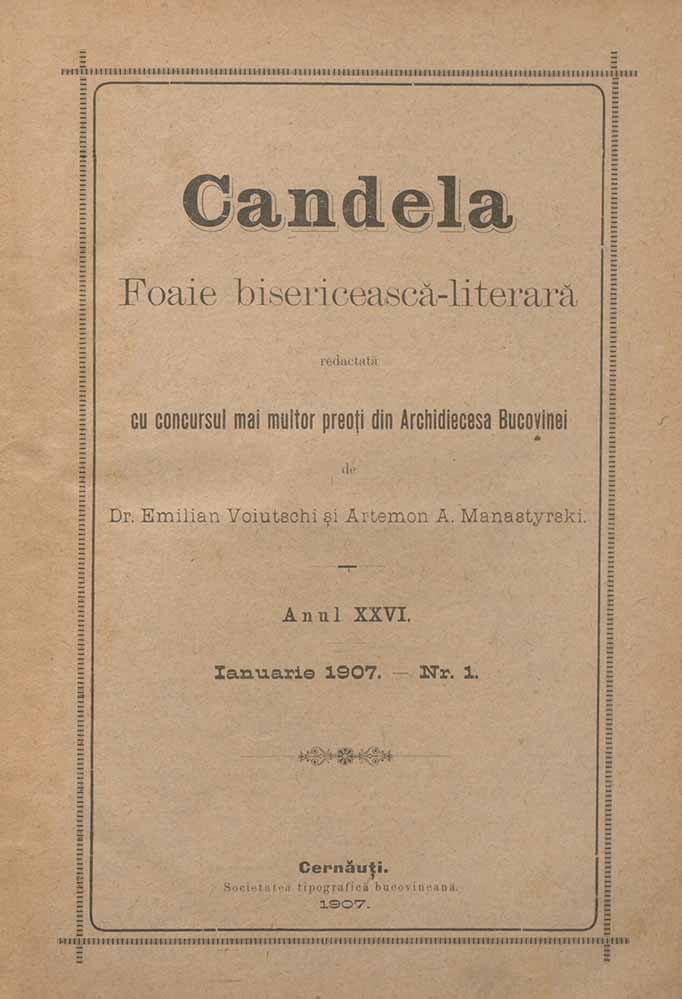 Candela
Foaie bisericească-literară
redactată
cu concursul mai multor preoți din Archidiecesa Bucovinei
de
Dr. Emilian Voiutschi și Artemon A. Manastyrski.
Anul XXVI.
Ianuarie 1907. — Nr. 1.
Cernăuți.
Societatea tipografică bucovineană.
1907.